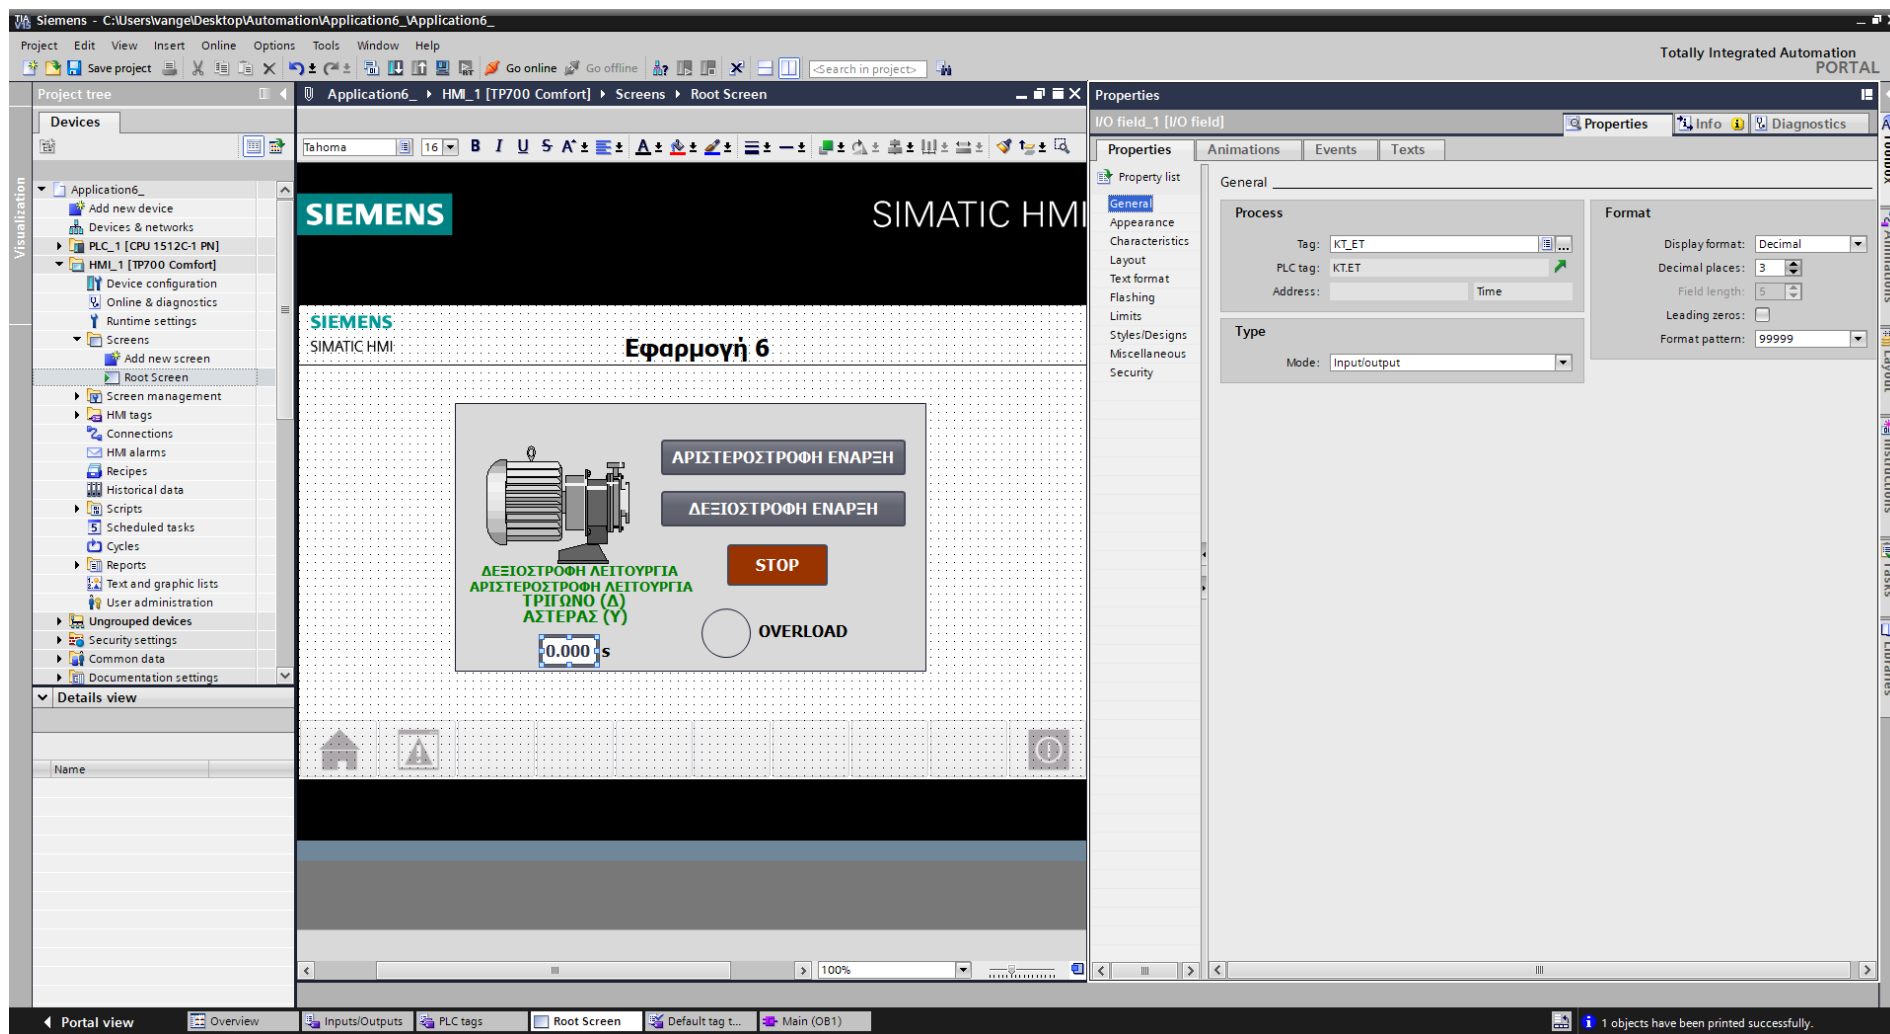 Siemens - C:\Users\vange\Desktop\Automation\Application6_\Application6_
Project Edit View Insert Online Options Tools Window Help
Totally Integrated Automation
PORTAL
Save project Go online Go offline <Search in project>
Project tree
Application6_ HMI_1 [TP700 Comfort] Screens Root Screen
Properties
Devices
I/O field_1 [I/O field]
Properties Info Diagnostics
Tahoma 16 B I U S A
Properties Animations Events Texts
Visualization
Application6_
Add new device
Devices & networks
PLC_1 [CPU 1512C-1 PN]
HMI_1 [TP700 Comfort]
Device configuration
Online & diagnostics
Runtime settings
Screens
Add new screen
Root Screen
Screen management
HMI tags
Connections
HMI alarms
Recipes
Historical data
Scripts
Scheduled tasks
Cycles
Reports
Text and graphic lists
User administration
Ungrouped devices
Security settings
Common data
Documentation settings
Details view
Name
SIEMENS
SIMATIC HMI
SIEMENS
SIMATIC HMI
Εφαρμογή 6
ΑΡΙΣΤΕΡΟΣΤΡΟΦΗ ΕΝΑΡΞΗ
ΔΕΞΙΟΣΤΡΟΦΗ ΕΝΑΡΞΗ
STOP
ΔΕΞΙΟΣΤΡΟΦΗ ΛΕΙΤΟΥΡΓΙΑ
ΑΡΙΣΤΕΡΟΣΤΡΟΦΗ ΛΕΙΤΟΥΡΓΙΑ
ΤΡΙΓΩΝΟ (Δ)
ΑΣΤΕΡΑΣ (Υ)
OVERLOAD
0.000 s
100%
Property list
General
Appearance
Characteristics
Layout
Text format
Flashing
Limits
Styles/Designs
Miscellaneous
Security
General
Process
Tag: KT_ET
PLC tag: KT.ET
Address: Time
Type
Mode: Input/output
Format
Display format: Decimal
Decimal places: 3
Field length: 5
Leading zeros:
Format pattern: 99999
Toolbox
Animations
Layout
Instructions
Tasks
Libraries
Portal view Overview Inputs/Outputs PLC tags Root Screen Default tag t... Main (OB1)
1 objects have been printed successfully.